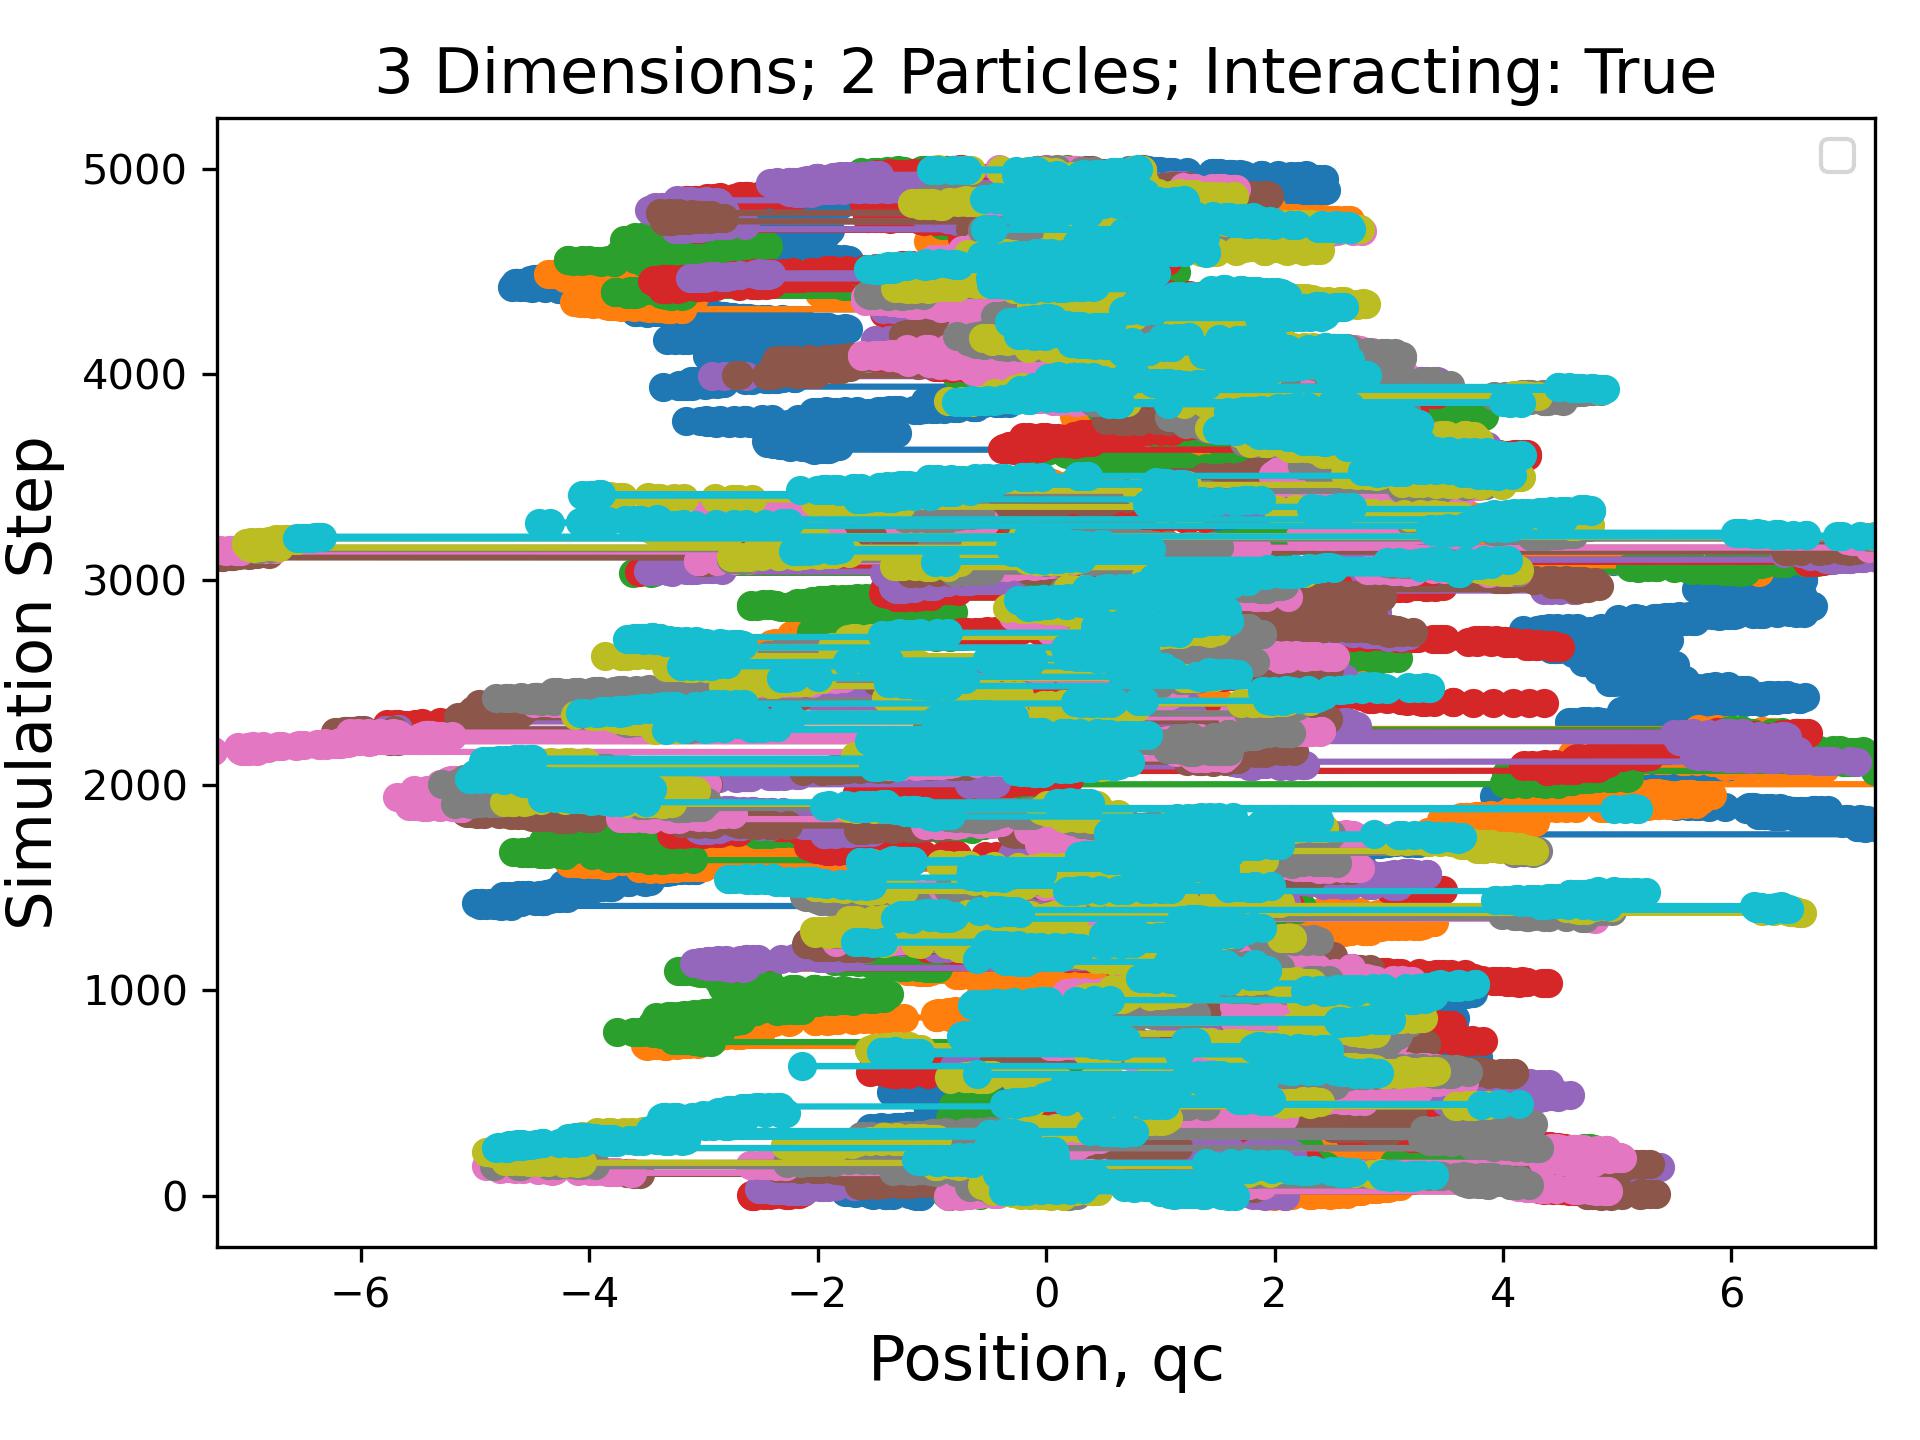 3 Dimensions; 2 Particles; Interacting: True
5000
4000
3000
2000
1000
0
Simulation Step
−6 −4 −2 0 2 4 6
Position, qc